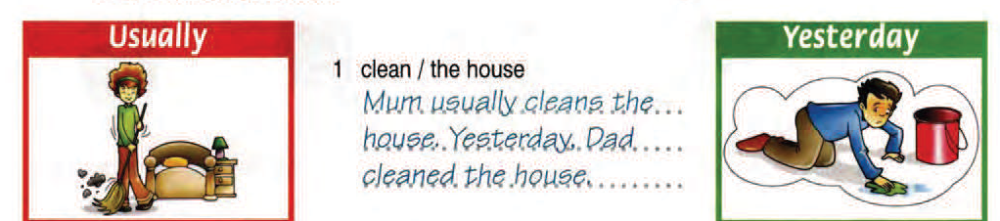 Usually
Yesterday
1 clean / the house
Mum usually cleans the...
house. Yesterday, Dad.....
cleaned the house..........